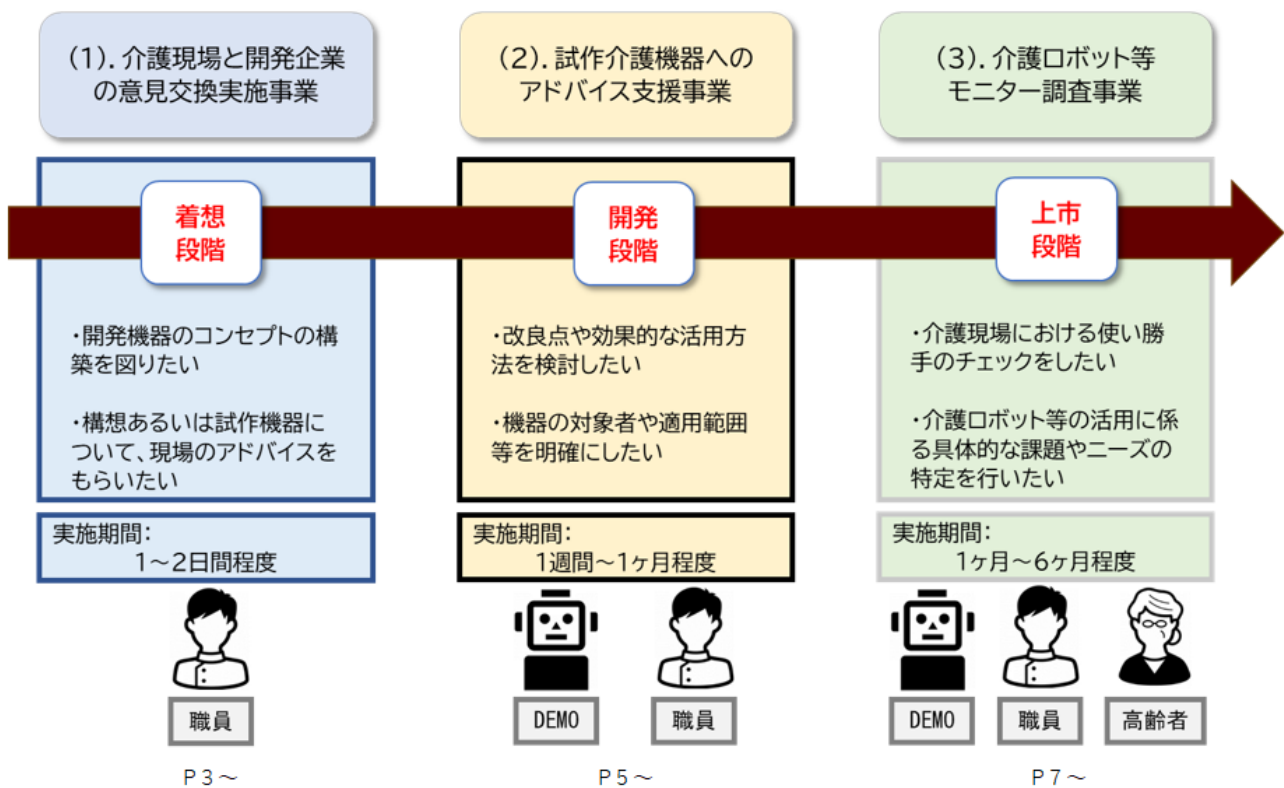 (1). 介護現場と開発企業
の意見交換実施事業
着想
段階
・開発機器のコンセプトの構
築を図りたい
・構想あるいは試作機器に
ついて、現場のアドバイスを
もらいたい
実施期間:
1～2日間程度
職員
P3～
(2). 試作介護機器への
アドバイス支援事業
開発
段階
・改良点や効果的な活用方
法を検討したい
・機器の対象者や適用範囲
等を明確にしたい
実施期間:
1週間～1ヶ月程度
DEMO
職員
P5～
(3). 介護ロボット等
モニター調査事業
上市
段階
・介護現場における使い勝
手のチェックをしたい
・介護ロボット等の活用に係
る具体的な課題やニーズの
特定を行いたい
実施期間:
1ヶ月～6ヶ月程度
DEMO
職員
高齢者
P7～